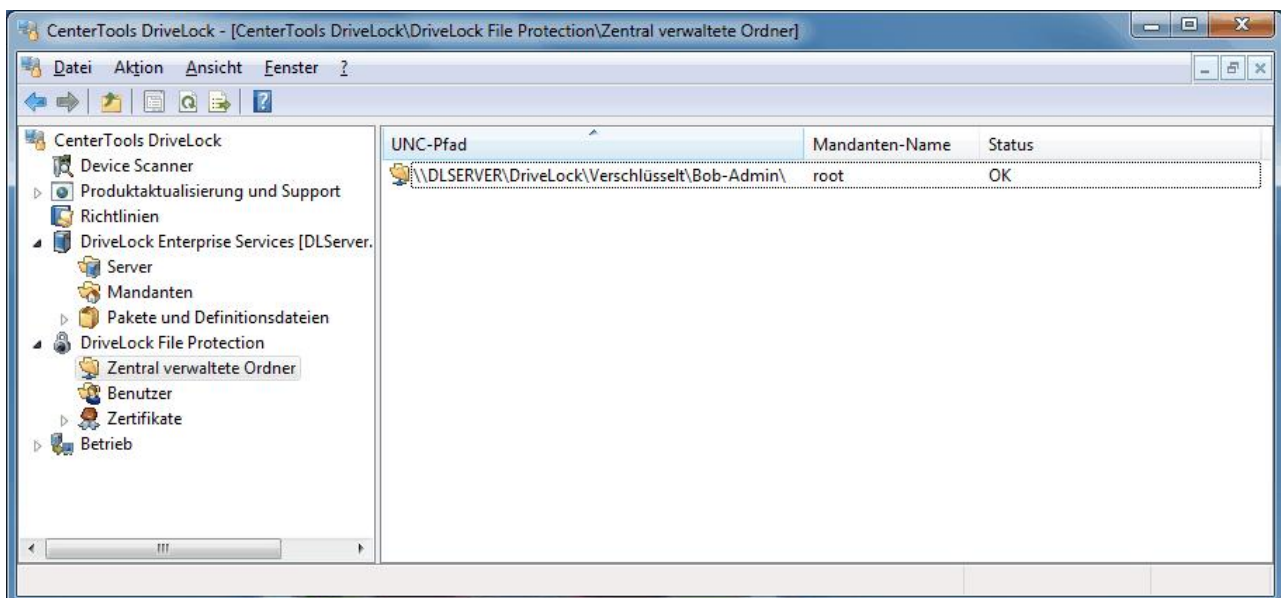 CenterTools DriveLock - [CenterTools DriveLock\DriveLock File Protection\Zentral verwaltete Ordner]
Datei Aktion Ansicht Fenster ?
CenterTools DriveLock
Device Scanner
Produktaktualisierung und Support
Richtlinien
DriveLock Enterprise Services [DLServer.
Server
Mandanten
Pakete und Definitionsdateien
DriveLock File Protection
Zentral verwaltete Ordner
Benutzer
Zertifikate
Betrieb
UNC-Pfad Mandanten-Name Status
\\DLSERVER\DriveLock\Verschlüsselt\Bob-Admin\ root OK